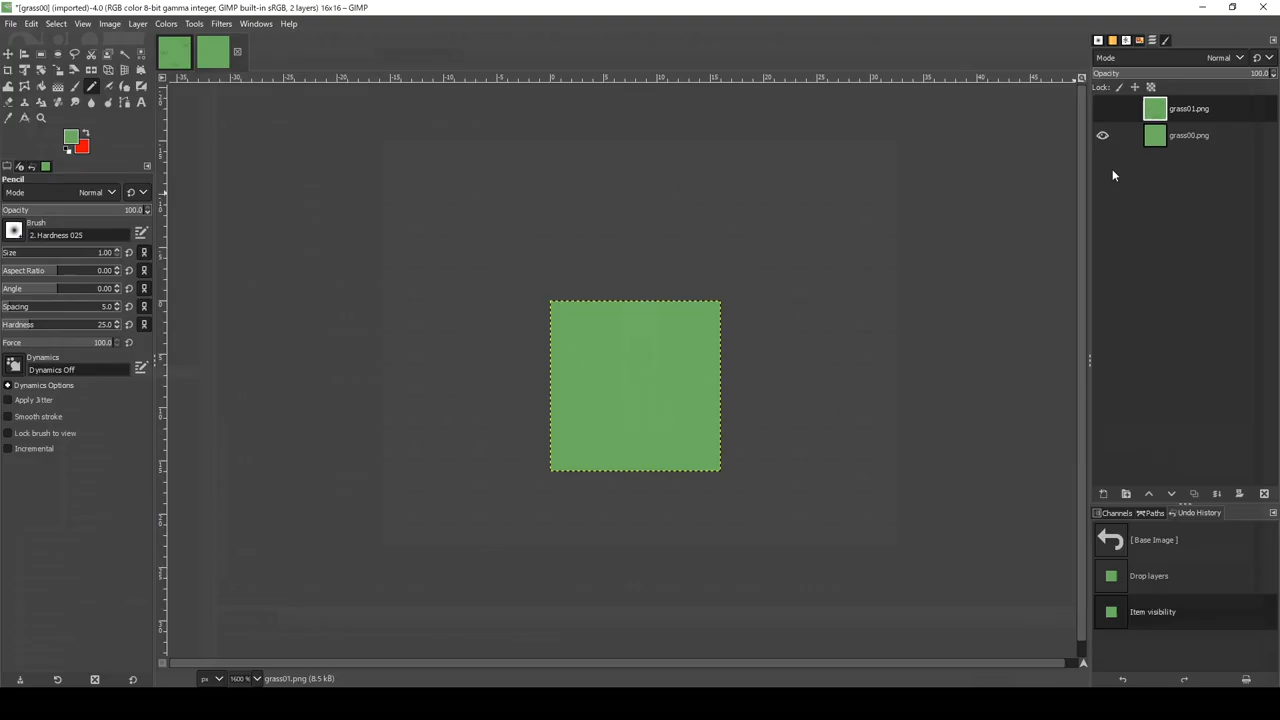 *[grass00] (imported)-4.0 (RGB color 8-bit gamma integer, GIMP built-in sRGB, 2 layers) 16x16 – GIMP
File Edit Select View Image Layer Colors Tools Filters Windows Help
Mode Normal
Opacity 100.0
Lock:
grass01.png
grass00.png
Pencil
Mode Normal
Opacity 100.0
Brush
2. Hardness 025
Size 1.00
Aspect Ratio 0.00
Angle 0.00
Spacing 5.0
Hardness 25.0
Force 100.0
Dynamics
Dynamics Off
Dynamics Options
Apply Jitter
Smooth stroke
Lock brush to view
Incremental
Channels Paths Undo History
[ Base Image ]
Drop layers
Item visibility
px 1600 % grass01.png (8.5 kB)